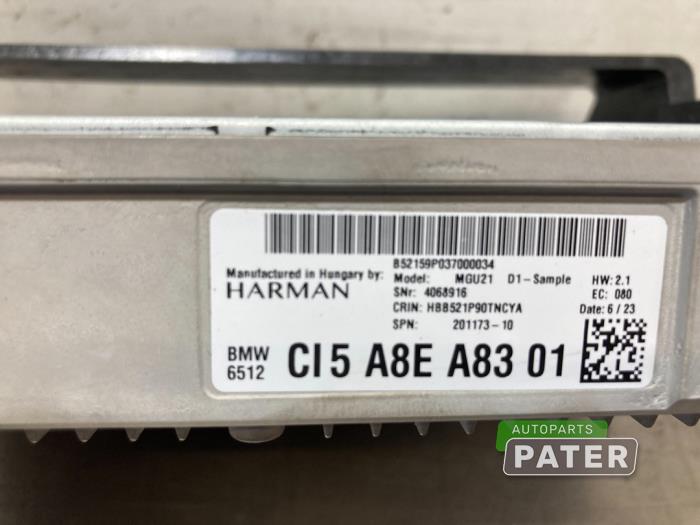 B52159P037000034
Manufactured in Hungary by:
HARMAN
Model: MGU21 D1-Sample
SNr: 4068916
CRIN: HBB521P90TNCYA
SPN: 201173-10
HW: 2.1
EC: 080
Date: 6 / 23
BMW
6512
CI5 A8E A83 01
AUTOPARTS
PATER